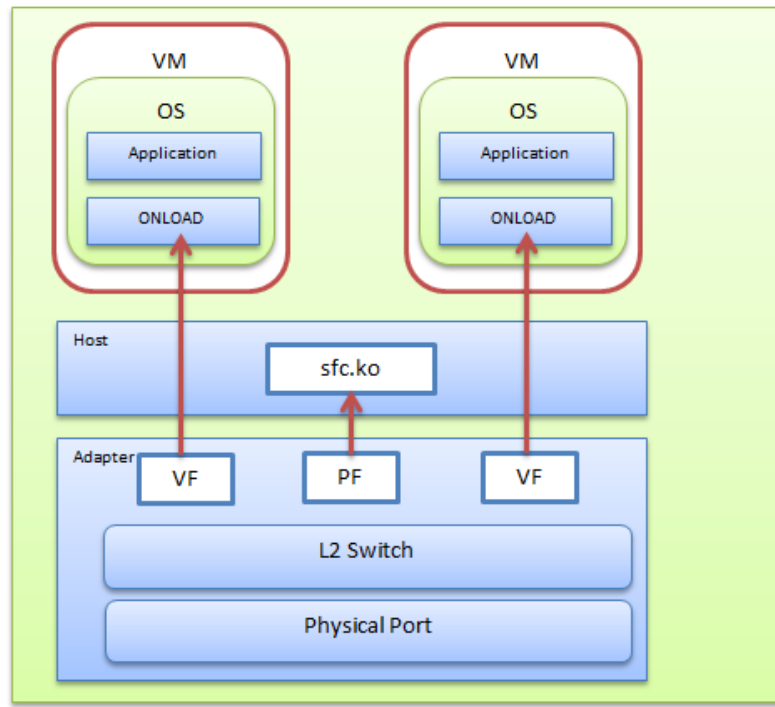 VM
VM
OS
OS
Application
Application
ONLOAD
ONLOAD
Host
sfc.ko
Adapter
VF
PF
VF
L2 Switch
Physical Port